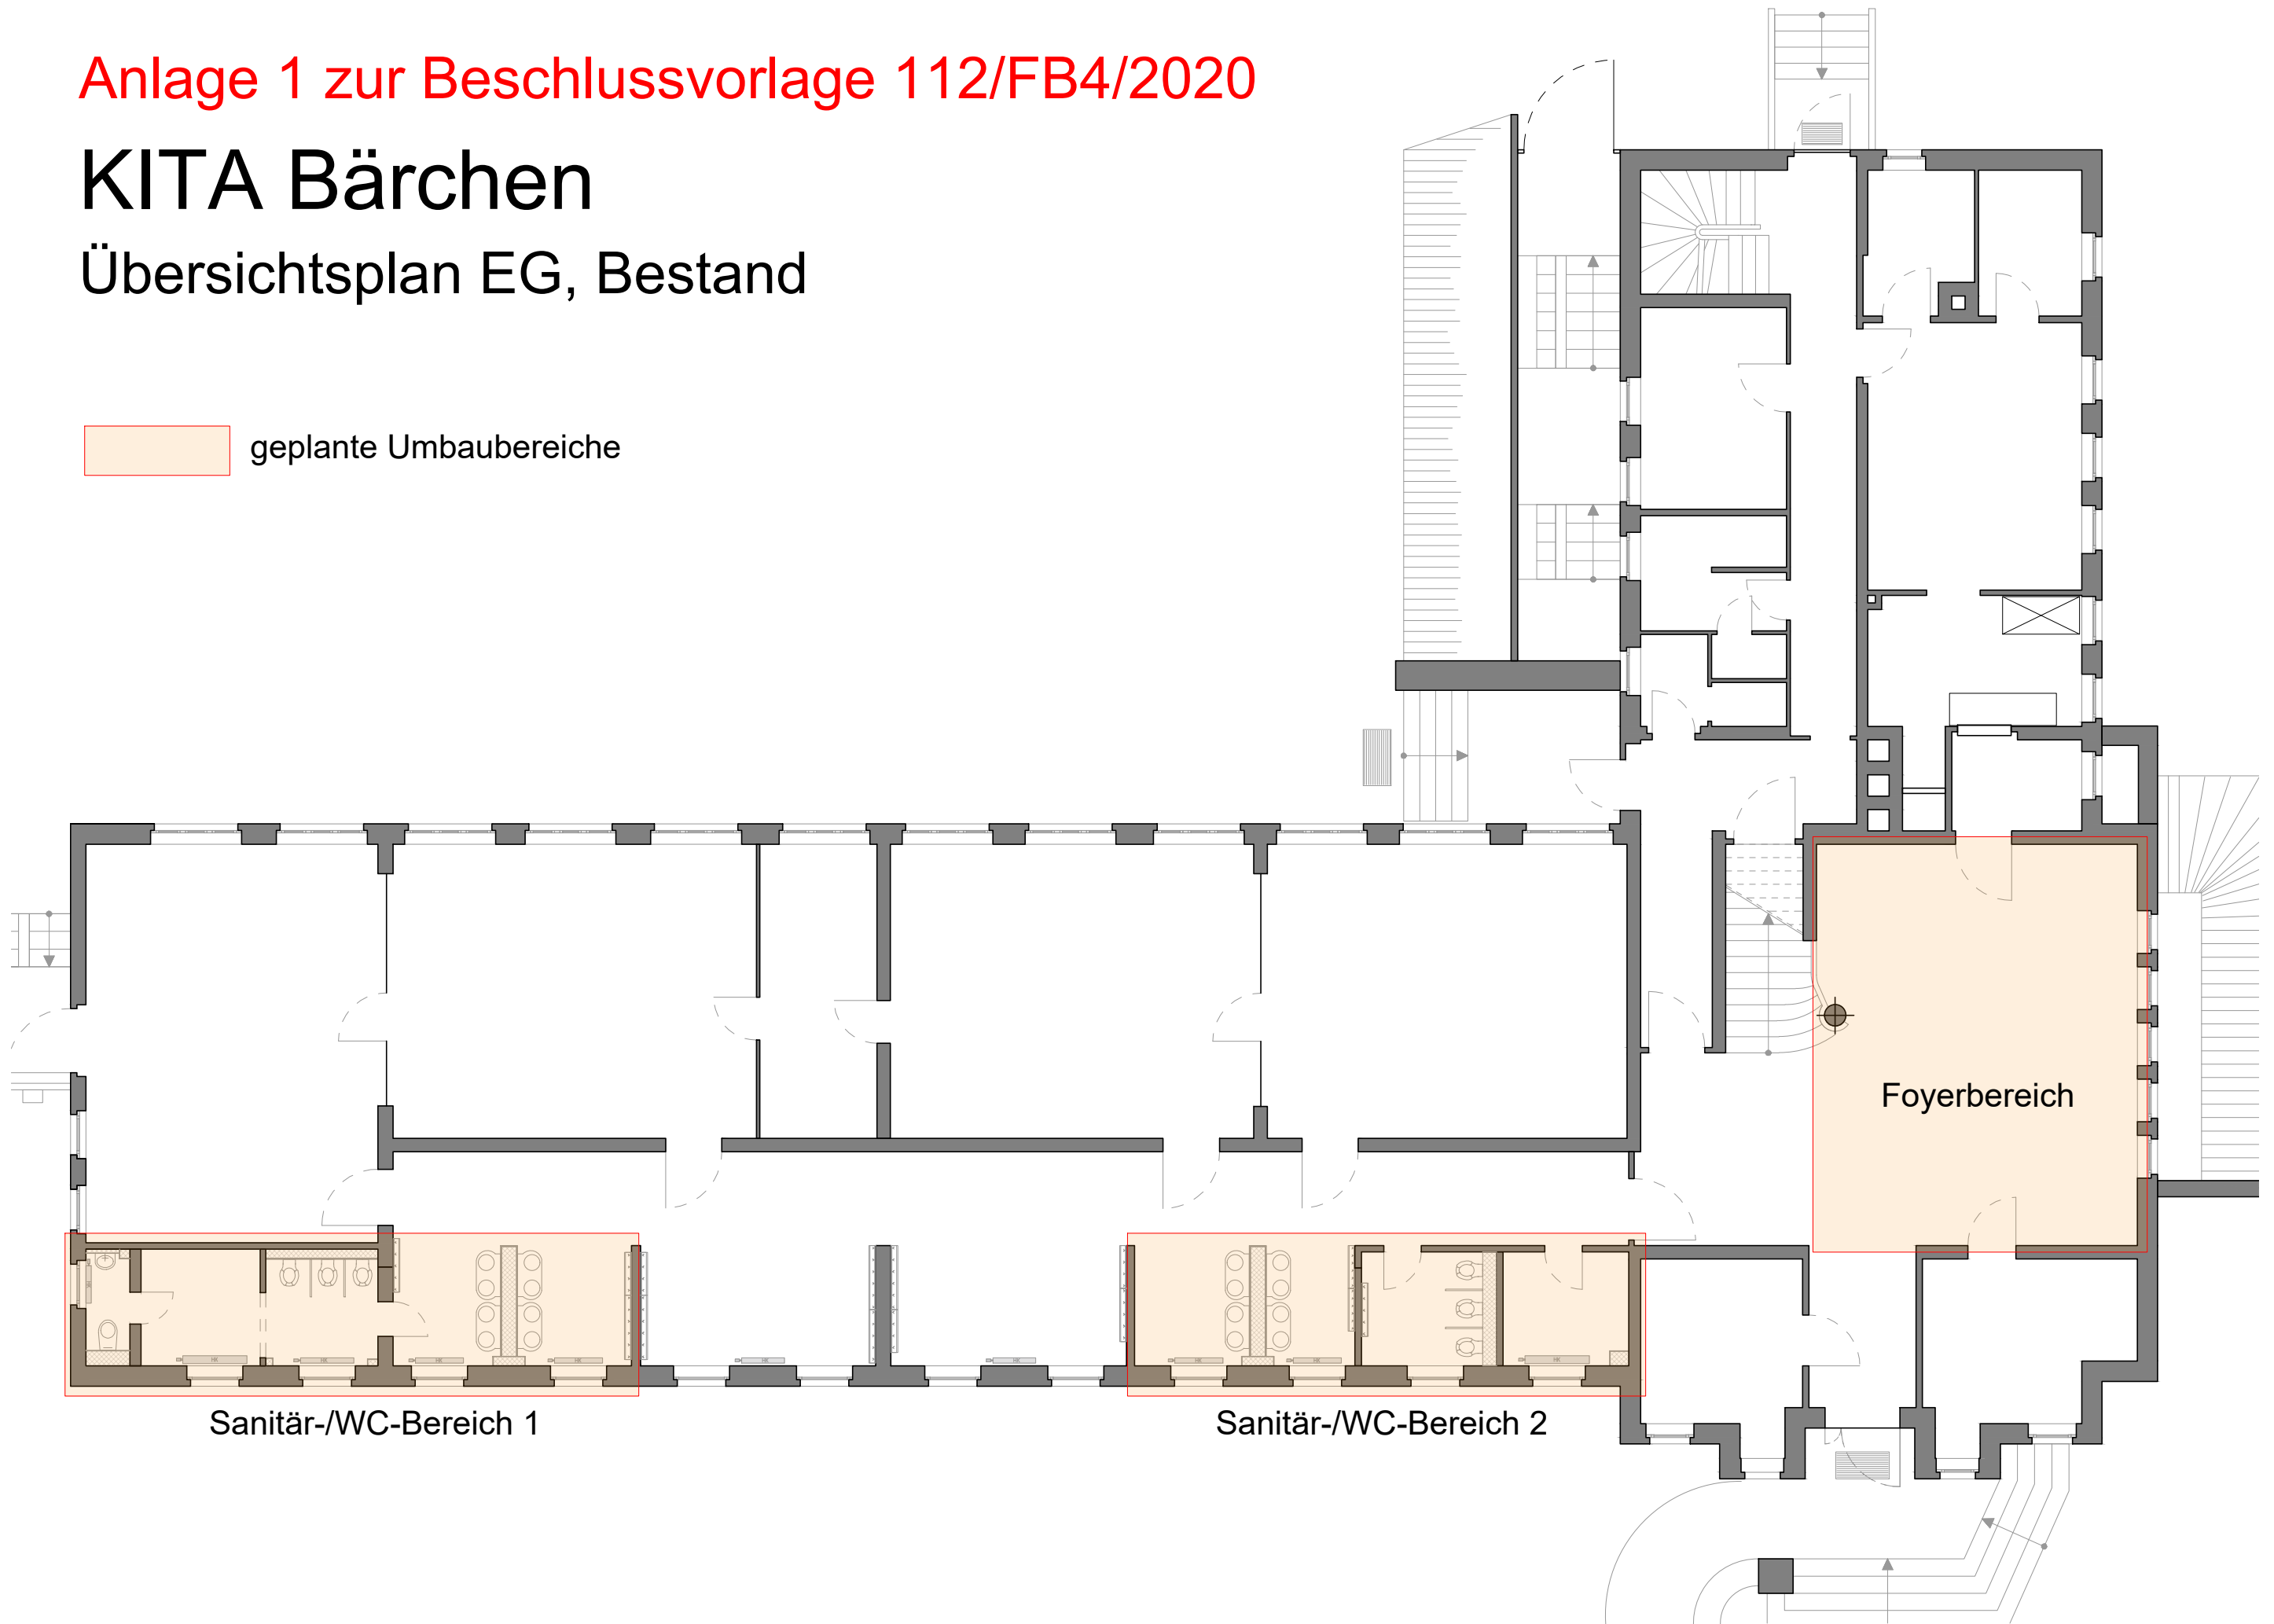 Anlage 1 zur Beschlussvorlage 112/FB4/2020
KITA Bärchen
Übersichtsplan EG, Bestand
geplante Umbaubereiche
Foyerbereich
Sanitär-/WC-Bereich 1
Sanitär-/WC-Bereich 2